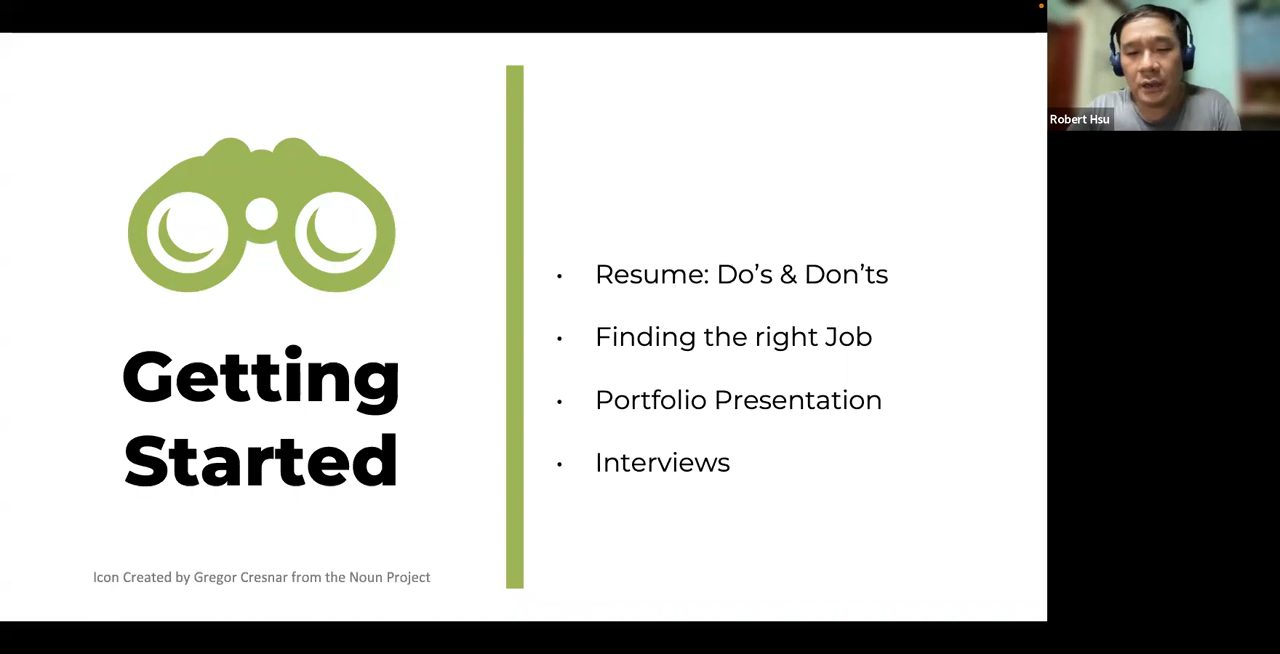 Getting
Started
Icon Created by Gregor Cresnar from the Noun Project
• Resume: Do’s & Don’ts
• Finding the right Job
• Portfolio Presentation
• Interviews
Robert Hsu